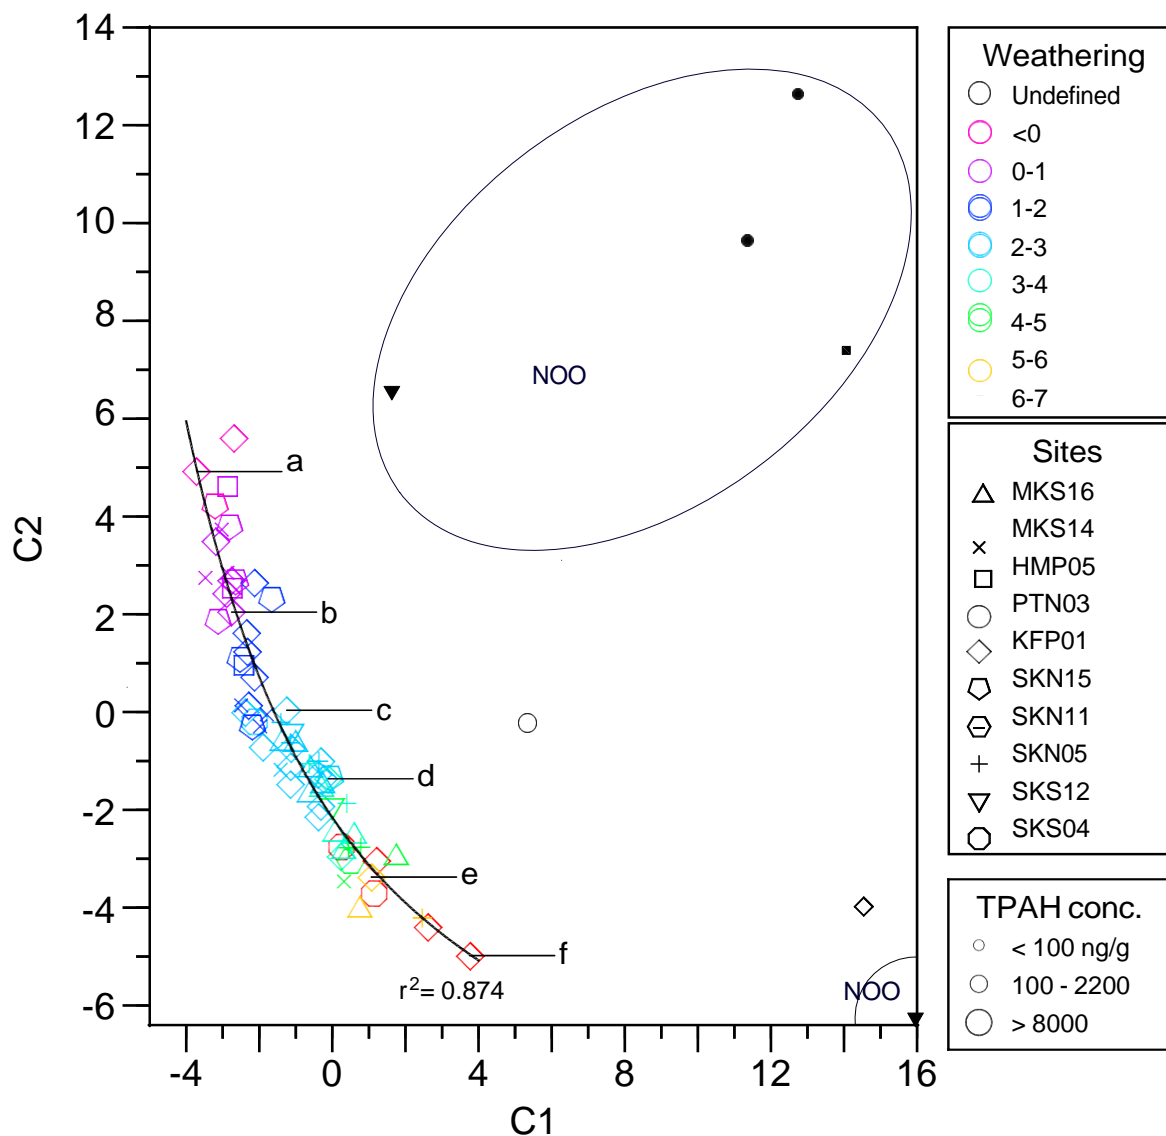 14
12
10
8
6
4
2
0
-2
-4
-6
C2
-4
0
4
8
12
16
C1
NOO
NOO
a
b
c
d
e
f
r²= 0.874
Weathering
Undefined
<0
0-1
1-2
2-3
3-4
4-5
5-6
6-7
Sites
MKS16
MKS14
HMP05
PTN03
KFP01
SKN15
SKN11
SKN05
SKS12
SKS04
TPAH conc.
< 100 ng/g
100 - 2200
> 8000